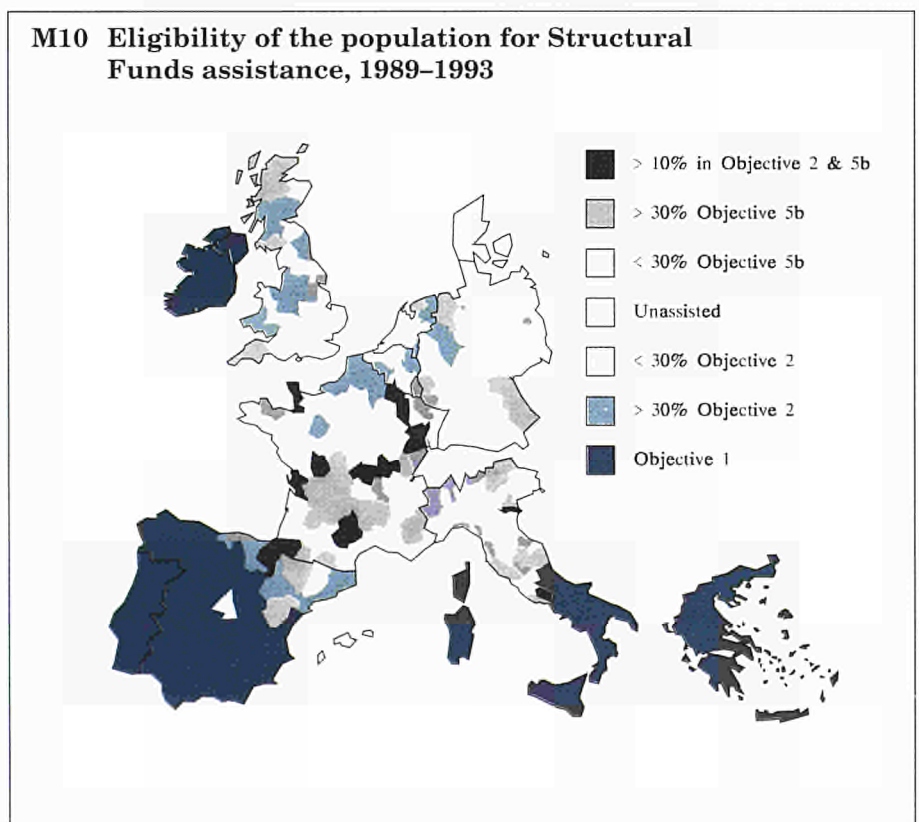 M10 Eligibility of the population for Structural
Funds assistance, 1989–1993
> 10% in Objective 2 & 5b
> 30% Objective 5b
< 30% Objective 5b
Unassisted
< 30% Objective 2
> 30% Objective 2
Objective 1